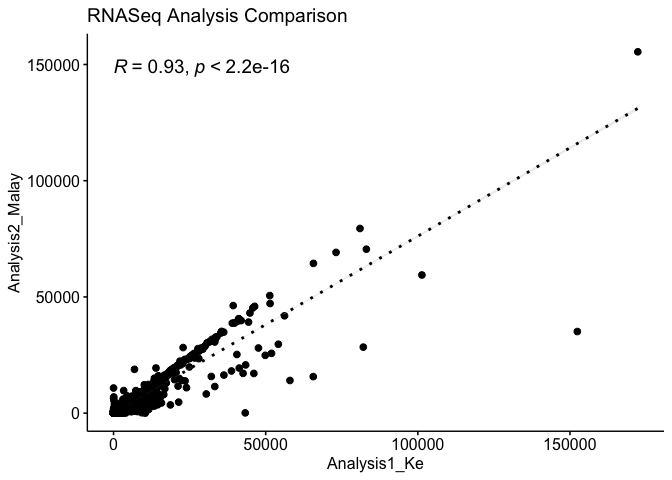 RNASeq Analysis Comparison
R = 0.93, p < 2.2e-16
150000
100000
50000
0
Analysis2_Malay
0 50000 100000 150000
Analysis1_Ke